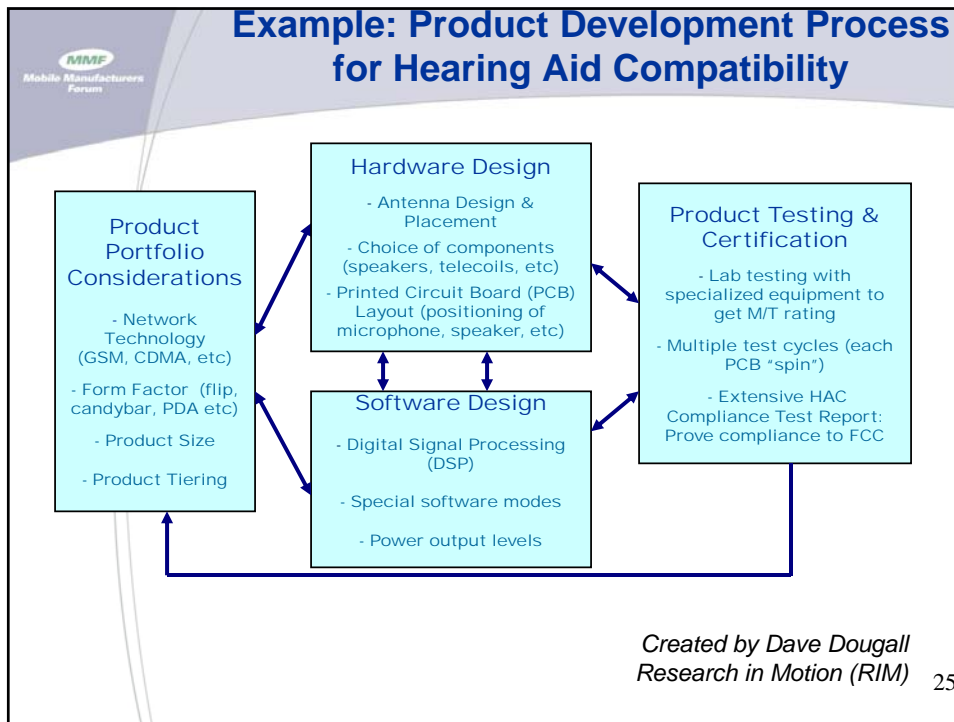 Example: Product Development Process
for Hearing Aid Compatibility
MMF
Mobile Manufacturers
Forum
Product
Portfolio
Considerations
- Network
Technology
(GSM, CDMA, etc)
- Form Factor (flip,
candybar, PDA etc)
- Product Size
- Product Tiering
Hardware Design
- Antenna Design &
Placement
- Choice of components
(speakers, telecoils, etc)
- Printed Circuit Board (PCB)
Layout (positioning of
microphone, speaker, etc)
Software Design
- Digital Signal Processing
(DSP)
- Special software modes
- Power output levels
Product Testing &
Certification
- Lab testing with
specialized equipment to
get M/T rating
- Multiple test cycles (each
PCB “spin”)
- Extensive HAC
Compliance Test Report:
Prove compliance to FCC
Created by Dave Dougall
Research in Motion (RIM)
25